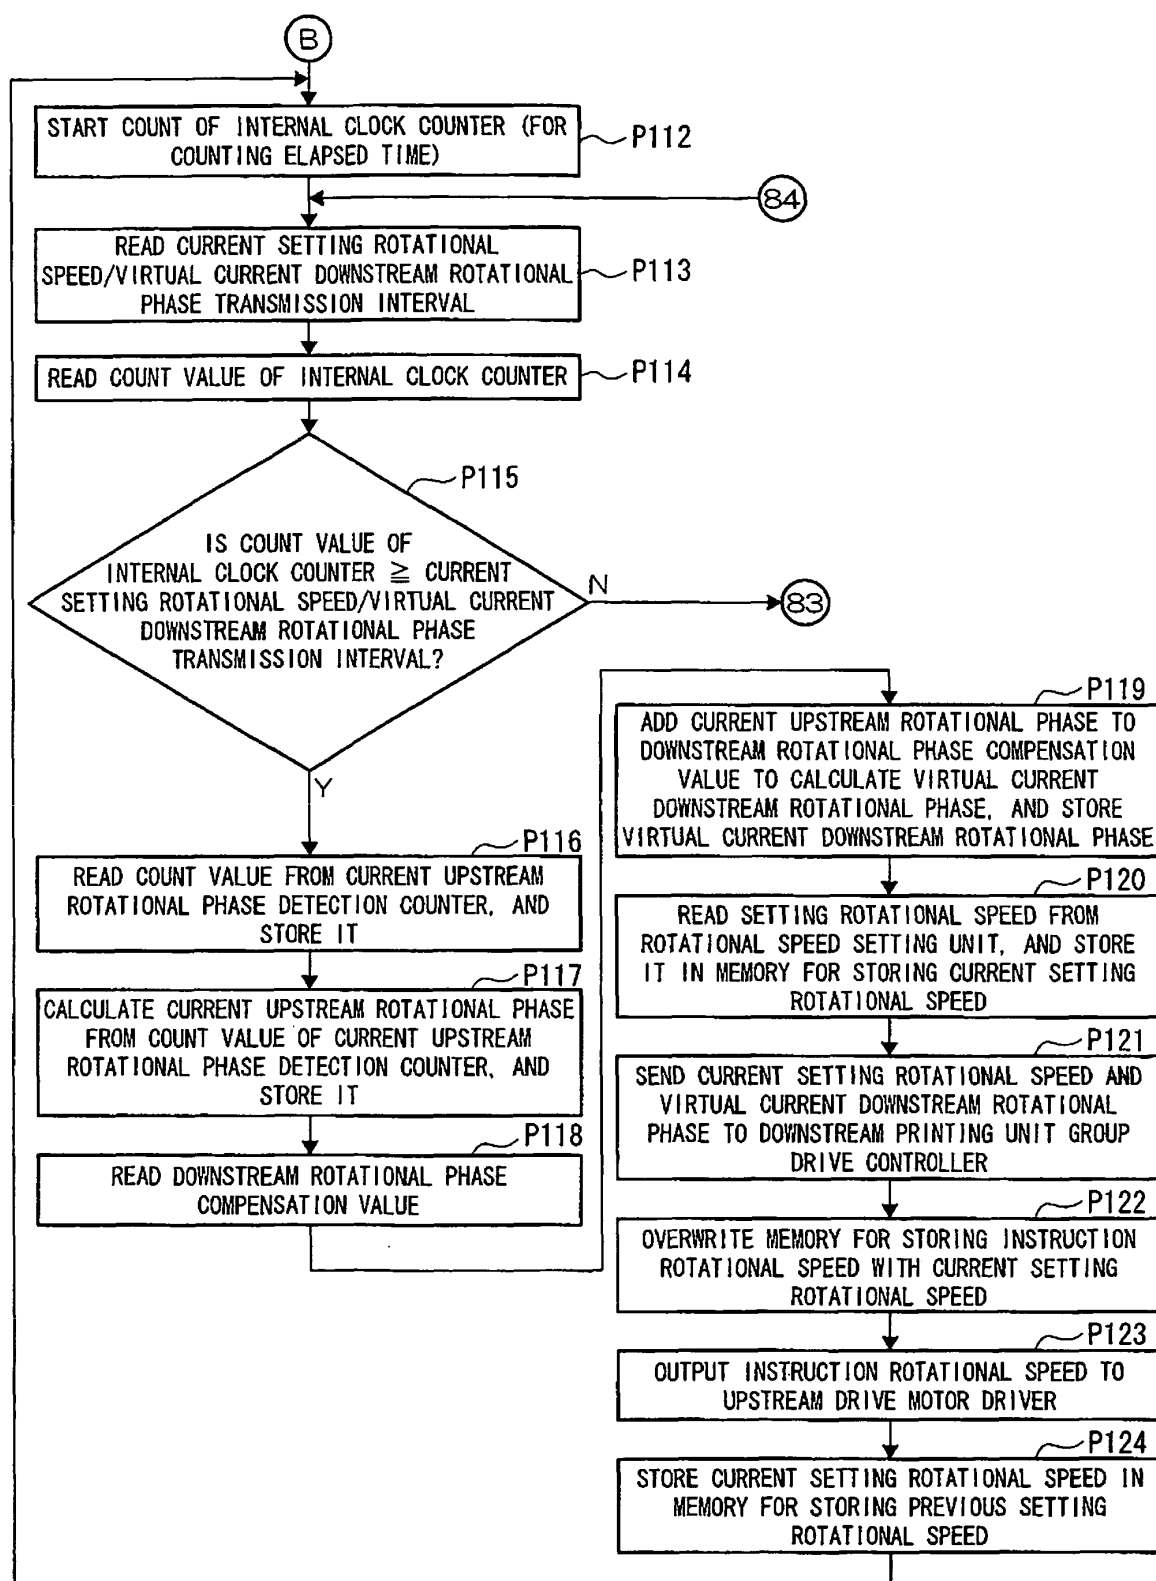 B
START COUNT OF INTERNAL CLOCK COUNTER (FOR
COUNTING ELAPSED TIME)
P112
84
READ CURRENT SETTING ROTATIONAL
SPEED/VIRTUAL CURRENT DOWNSTREAM ROTATIONAL
PHASE TRANSMISSION INTERVAL
P113
READ COUNT VALUE OF INTERNAL CLOCK COUNTER
P114
P115
IS COUNT VALUE OF
INTERNAL CLOCK COUNTER ≧ CURRENT
SETTING ROTATIONAL SPEED/VIRTUAL CURRENT
DOWNSTREAM ROTATIONAL PHASE
TRANSMISSION INTERVAL?
N
83
Y
P116
READ COUNT VALUE FROM CURRENT UPSTREAM
ROTATIONAL PHASE DETECTION COUNTER, AND
STORE IT
P117
CALCULATE CURRENT UPSTREAM ROTATIONAL PHASE
FROM COUNT VALUE OF CURRENT UPSTREAM
ROTATIONAL PHASE DETECTION COUNTER, AND
STORE IT
P118
READ DOWNSTREAM ROTATIONAL PHASE
COMPENSATION VALUE
P119
ADD CURRENT UPSTREAM ROTATIONAL PHASE TO
DOWNSTREAM ROTATIONAL PHASE COMPENSATION
VALUE TO CALCULATE VIRTUAL CURRENT
DOWNSTREAM ROTATIONAL PHASE, AND STORE
VIRTUAL CURRENT DOWNSTREAM ROTATIONAL PHASE
P120
READ SETTING ROTATIONAL SPEED FROM
ROTATIONAL SPEED SETTING UNIT, AND STORE
IT IN MEMORY FOR STORING CURRENT SETTING
ROTATIONAL SPEED
P121
SEND CURRENT SETTING ROTATIONAL SPEED AND
VIRTUAL CURRENT DOWNSTREAM ROTATIONAL
PHASE TO DOWNSTREAM PRINTING UNIT GROUP
DRIVE CONTROLLER
P122
OVERWRITE MEMORY FOR STORING INSTRUCTION
ROTATIONAL SPEED WITH CURRENT SETTING
ROTATIONAL SPEED
P123
OUTPUT INSTRUCTION ROTATIONAL SPEED TO
UPSTREAM DRIVE MOTOR DRIVER
P124
STORE CURRENT SETTING ROTATIONAL SPEED IN
MEMORY FOR STORING PREVIOUS SETTING
ROTATIONAL SPEED